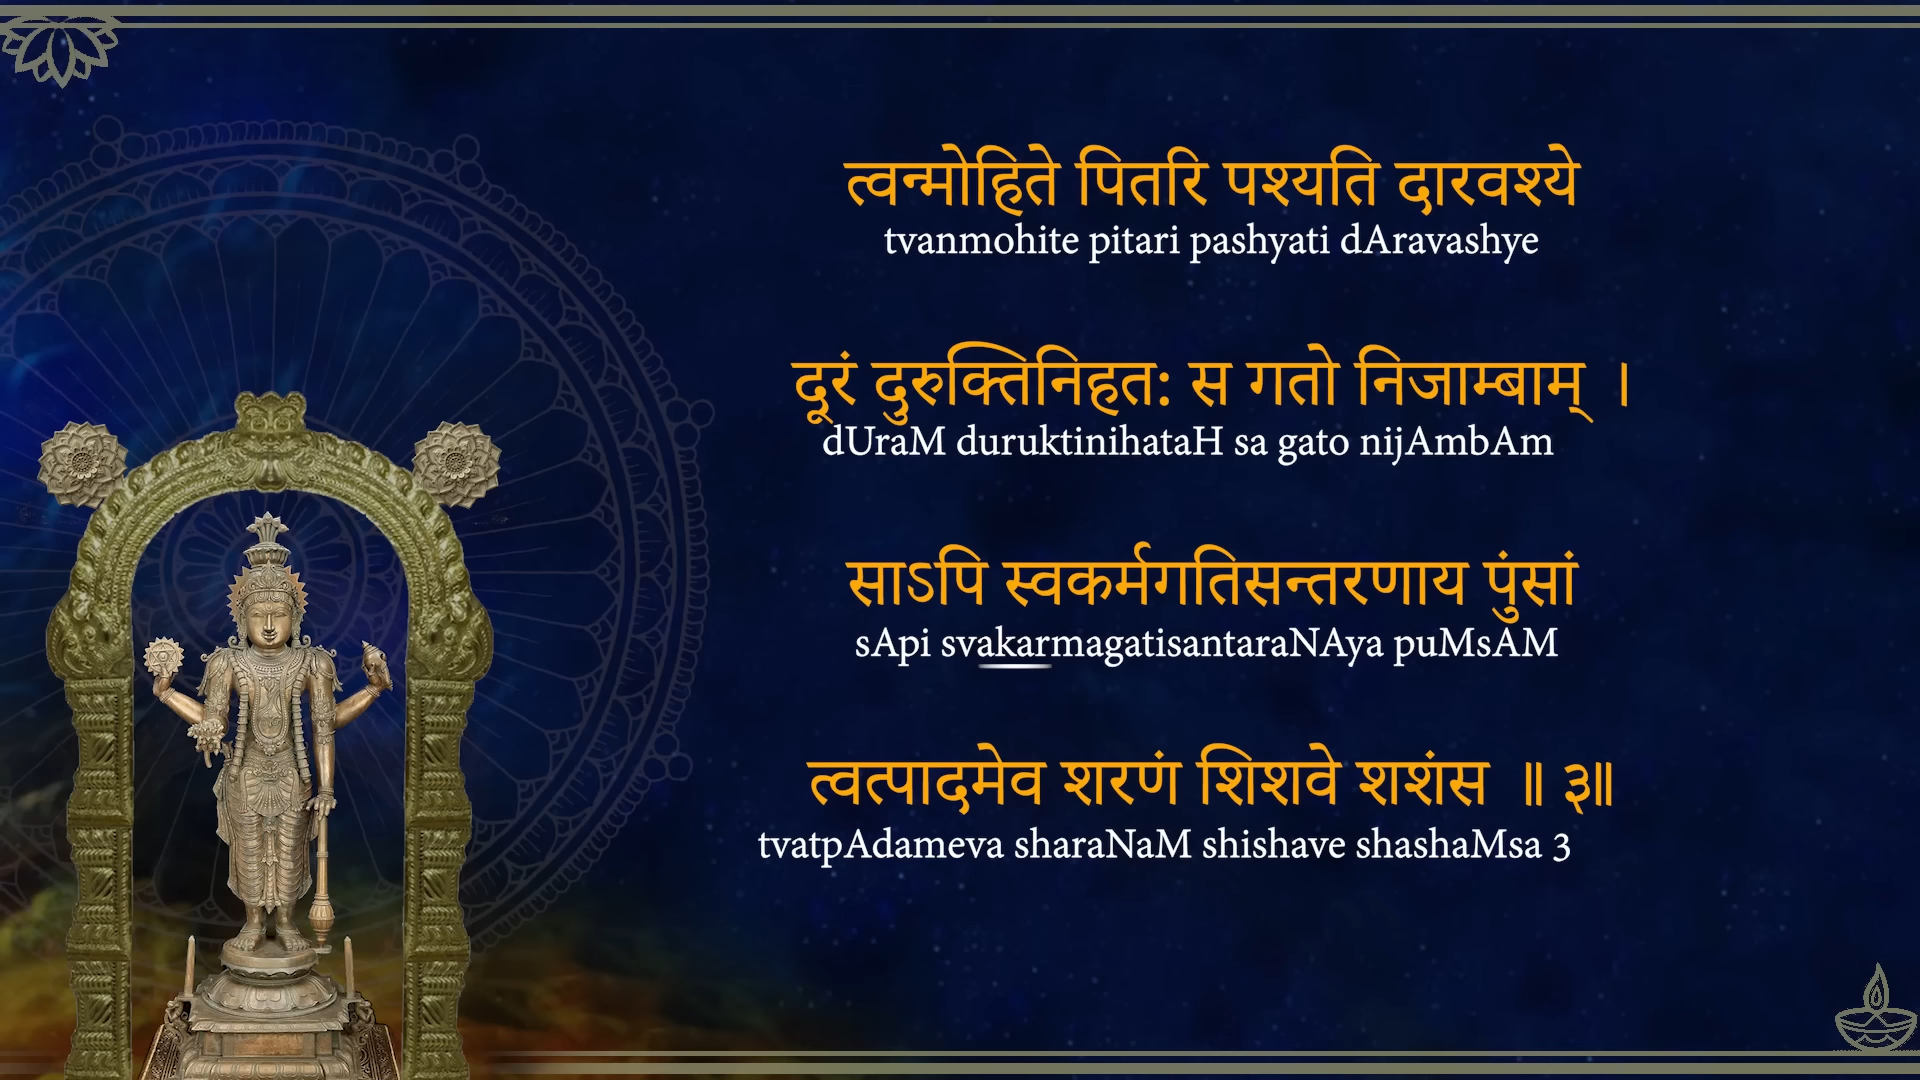 त्वन्मोहिते पितरि पश्यति दारवश्ये
tvanmohite pitari pashyati dAravashye
दूरं दुरुक्तिनिहतः स गतो निजाम्बाम् ।
dUraM duruktinihataH sa gato nijAmbAm
साऽपि स्वकर्मगतिसन्तरणाय पुंसां
sApi svakarmagatisantaraNAya puMsAM
त्वत्पादमेव शरणं शिशवे शशंस ॥ ३॥
tvatpAdameva sharaNaM shishave shashaMsa 3